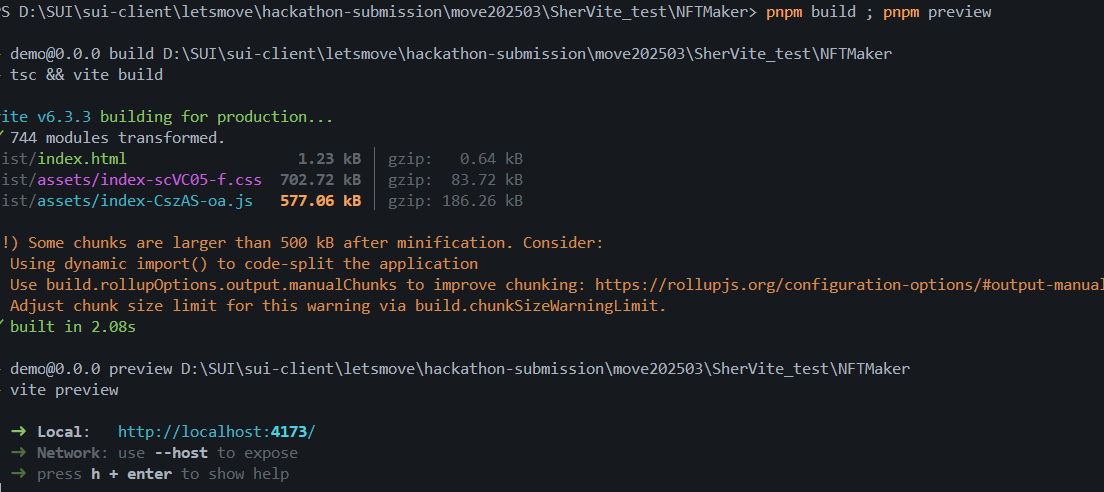 PS D:\SUI\sui-client\letsmove\hackathon-submission\move202503\SherVite_test\NFTMaker> pnpm build ; pnpm preview
demo@0.0.0 build D:\SUI\sui-client\letsmove\hackathon-submission\move202503\SherVite_test\NFTMaker
tsc && vite build
ite v6.3.3 building for production...
✓ 744 modules transformed.
ist/index.html 1.23 kB │ gzip: 0.64 kB
ist/assets/index-scVC05-f.css 702.72 kB │ gzip: 83.72 kB
ist/assets/index-CszAS-oa.js 577.06 kB │ gzip: 186.26 kB
!) Some chunks are larger than 500 kB after minification. Consider:
Using dynamic import() to code-split the application
Use build.rollupOptions.output.manualChunks to improve chunking: https://rollupjs.org/configuration-options/#output-manual
Adjust chunk size limit for this warning via build.chunkSizeWarningLimit.
✓ built in 2.08s
demo@0.0.0 preview D:\SUI\sui-client\letsmove\hackathon-submission\move202503\SherVite_test\NFTMaker
vite preview
➜ Local: http://localhost:4173/
➜ Network: use --host to expose
➜ press h + enter to show help